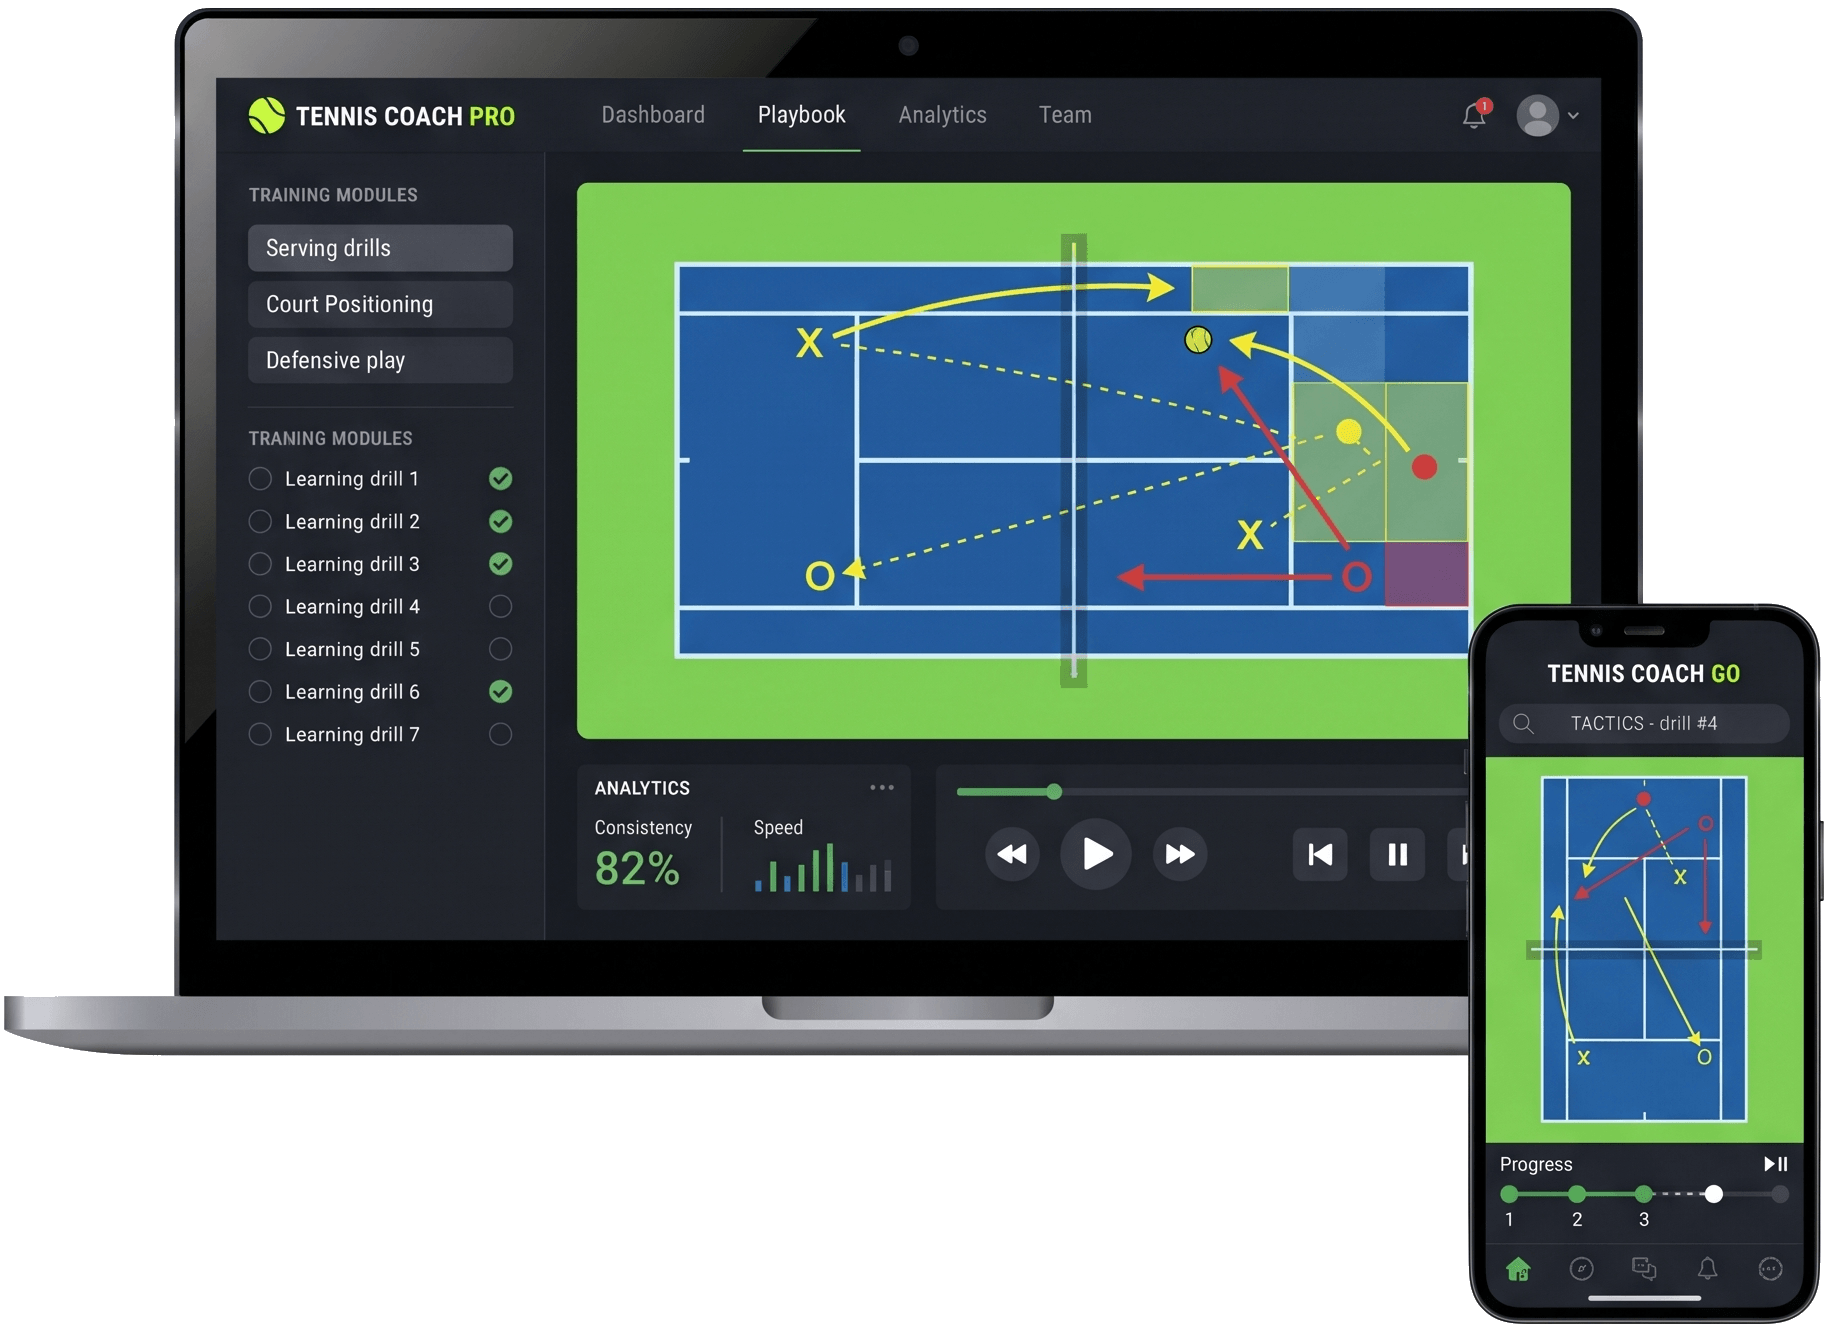 TENNIS COACH PRO
Dashboard
Playbook
Analytics
Team
1
TRAINING MODULES
Serving drills
Court Positioning
Defensive play
TRANING MODULES
Learning drill 1
Learning drill 2
Learning drill 3
Learning drill 4
Learning drill 5
Learning drill 6
Learning drill 7
X
X
O
O
ANALYTICS
Consistency
82%
Speed
TENNIS COACH GO
TACTICS - drill #4
O
X
X
O
Progress
1 2 3